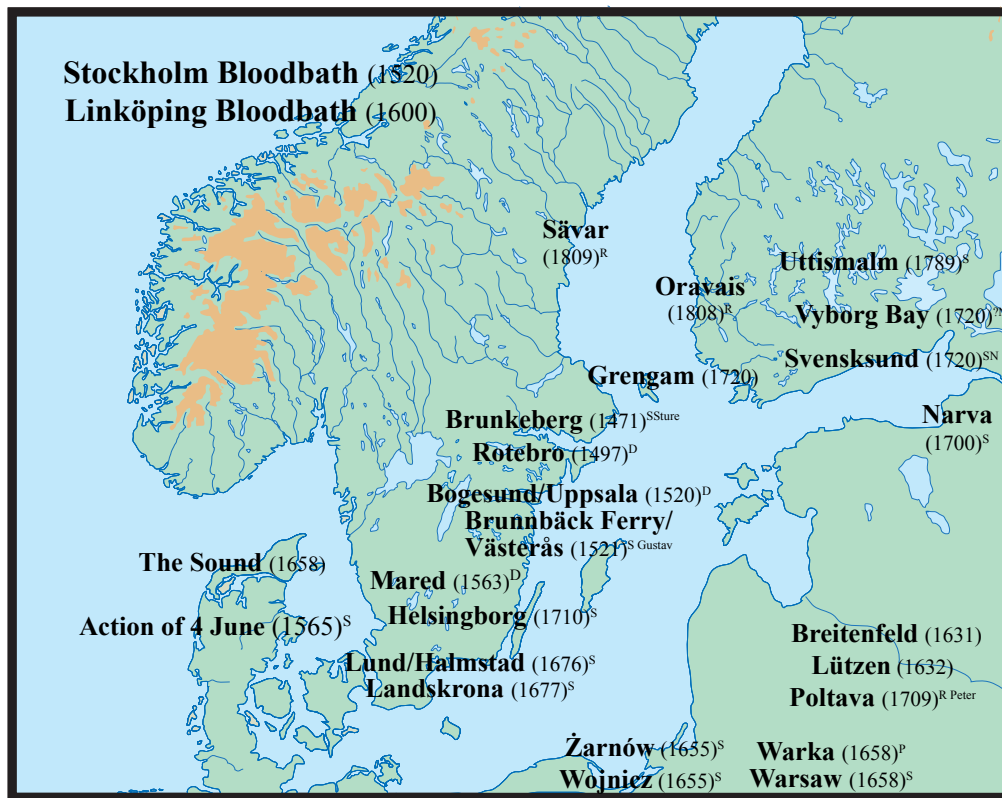 Stockholm Bloodbath (1520)
Linköping Bloodbath (1600)
Sävar
(1809)R
Uttismalm (1789)S
Oravais
(1808)R
Vyborg Bay (1720)?N
Svensksund (1720)SN
Grengam (1720)
Narva
(1700)S
Brunkeberg (1471)SSture
Rotebro (1497)D
Bogesund/Uppsala (1520)D
Brunnbäck Ferry/
Västerås (1521)S Gustav
The Sound (1658)
Mared (1563)D
Helsingborg (1710)S
Action of 4 June (1565)S
Breitenfeld (1631)
Lund/Halmstad (1676)S
Lützen (1632)
Landskrona (1677)S
Poltava (1709)R Peter
Żarnów (1655)S
Warka (1658)P
Wojnicz (1655)S
Warsaw (1658)S